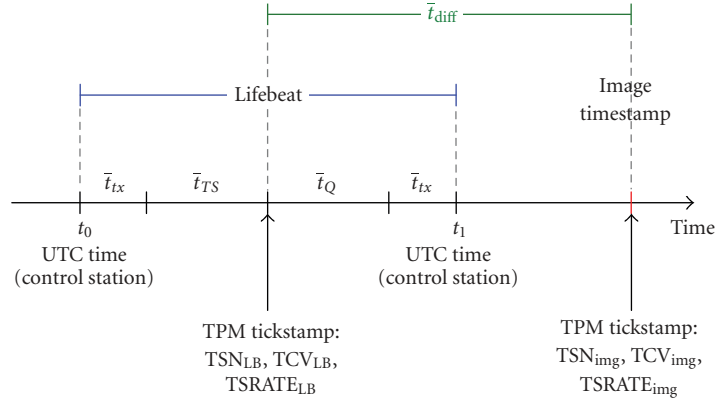 t̅diff
Lifebeat
Image
timestamp
t̅tx
t̅TS
t̅Q
t̅tx
t0
UTC time
(control station)
t1
UTC time
(control station)
Time
TPM tickstamp:
TSNLB, TCVLB,
TSRATELB
TPM tickstamp:
TSNimg, TCVimg,
TSRATEimg